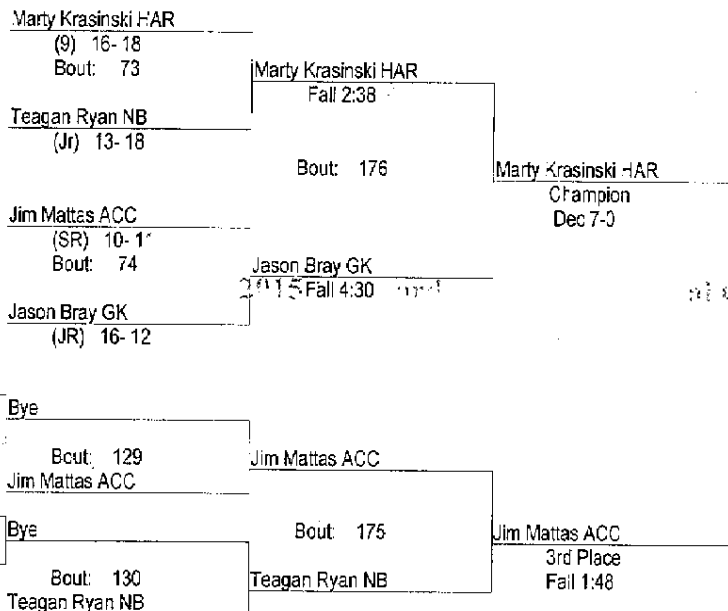 Marty Krasinski HAR
(9) 16-18
Bout: 73
Marty Krasinski HAR
Fall 2:38
Teagan Ryan NB
(Jr) 13-18
Bout: 176
Marty Krasinski HAR
Champion
Dec 7-0
Jim Mattas ACC
(SR)
Bout: 74
Jason Bray GK
2015 Fall 4:30
Jason Bray GK
(JR) 16-12
Bye
Bout: 129
Jim Mattas ACC
Jim Mattas ACC
Bye
Bout: 175
Jim Mattas ACC
3rd Place
Fall 1:48
Bout: 130
Teagan Ryan NB
Teagan Ryan NB